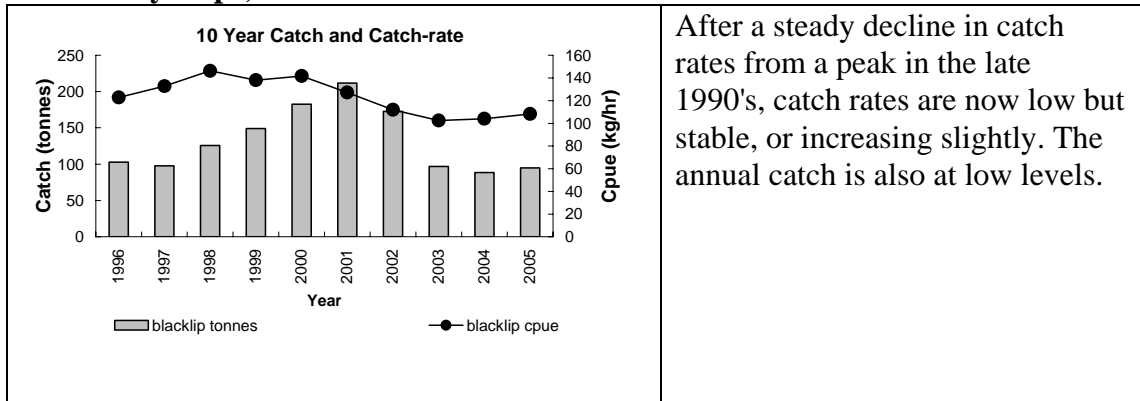 10 Year Catch and Catch-rate
250
200
150
100
50
0
Catch (tonnes)
160
140
120
100
80
60
40
20
0
Cpue (kg/hr)
1996
1997
1998
1999
2000
2001
2002
2003
2004
2005
Year
blacklip tonnes
blacklip cpue
After a steady decline in catch
rates from a peak in the late
1990's, catch rates are now low but
stable, or increasing slightly. The
annual catch is also at low levels.